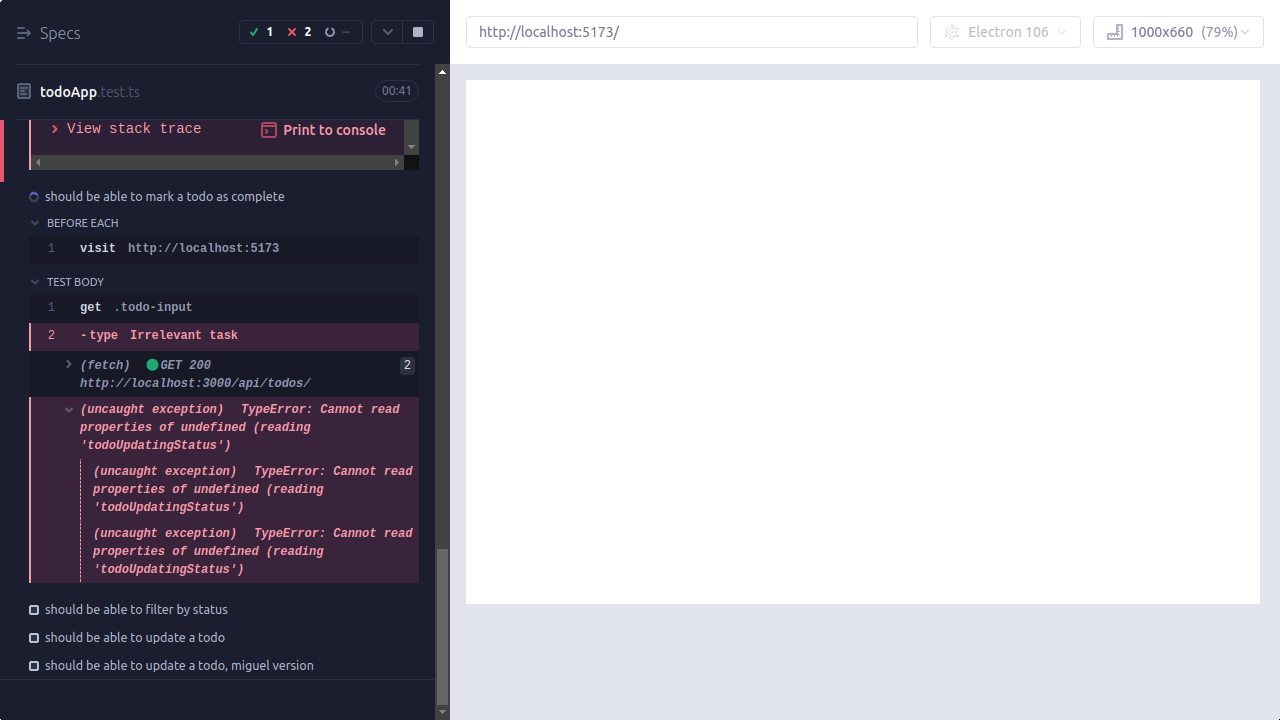 Specs
1
2
--
http://localhost:5173/
Electron 106
1000x660 (79%)
todoApp.test.ts
00:41
View stack trace
Print to console
should be able to mark a todo as complete
BEFORE EACH
1 visit http://localhost:5173
TEST BODY
1 get .todo-input
2 -type Irrelevant task
(fetch) GET 200
2
http://localhost:3000/api/todos/
(uncaught exception) TypeError: Cannot read
properties of undefined (reading
'todoUpdatingStatus')
(uncaught exception) TypeError: Cannot read
properties of undefined (reading
'todoUpdatingStatus')
(uncaught exception) TypeError: Cannot read
properties of undefined (reading
'todoUpdatingStatus')
should be able to filter by status
should be able to update a todo
should be able to update a todo, miguel version